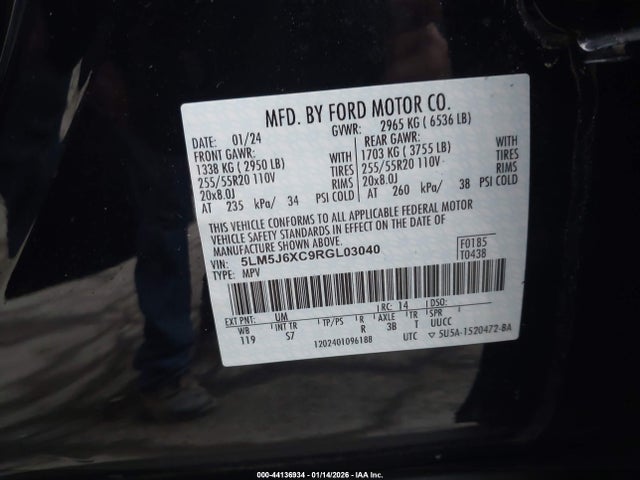 MFD. BY FORD MOTOR CO.
DATE: 01/24 GVWR: 2965 KG ( 6536 LB)
FRONT GAWR: REAR GAWR:
1338 KG ( 2950 LB) WITH 1703 KG ( 3755 LB) WITH
255/55R20 110V TIRES 255/55R20 110V TIRES
20x8.0J RIMS 20x8.0J RIMS
AT 235 kPa/ 34 PSI COLD AT 260 kPa/ 38 PSI COLD
THIS VEHICLE CONFORMS TO ALL APPLICABLE FEDERAL MOTOR
VEHICLE SAFETY STANDARDS IN EFFECT ON THE DATE OF
MANUFACTURE SHOWN ABOVE.
VIN: 5LM5J6XC9RGL03040 F0185
TYPE: MPV T0438
EXT PNT: UM RC: 14 DSO:
WB INT TR TP/PS R AXLE TR SPR
119 S7 R 3B T UUCC
1202401096188 UTC ▽ 5U5A-1520472-BA
000-44136934 - 01/14/2026 - IAA Inc.